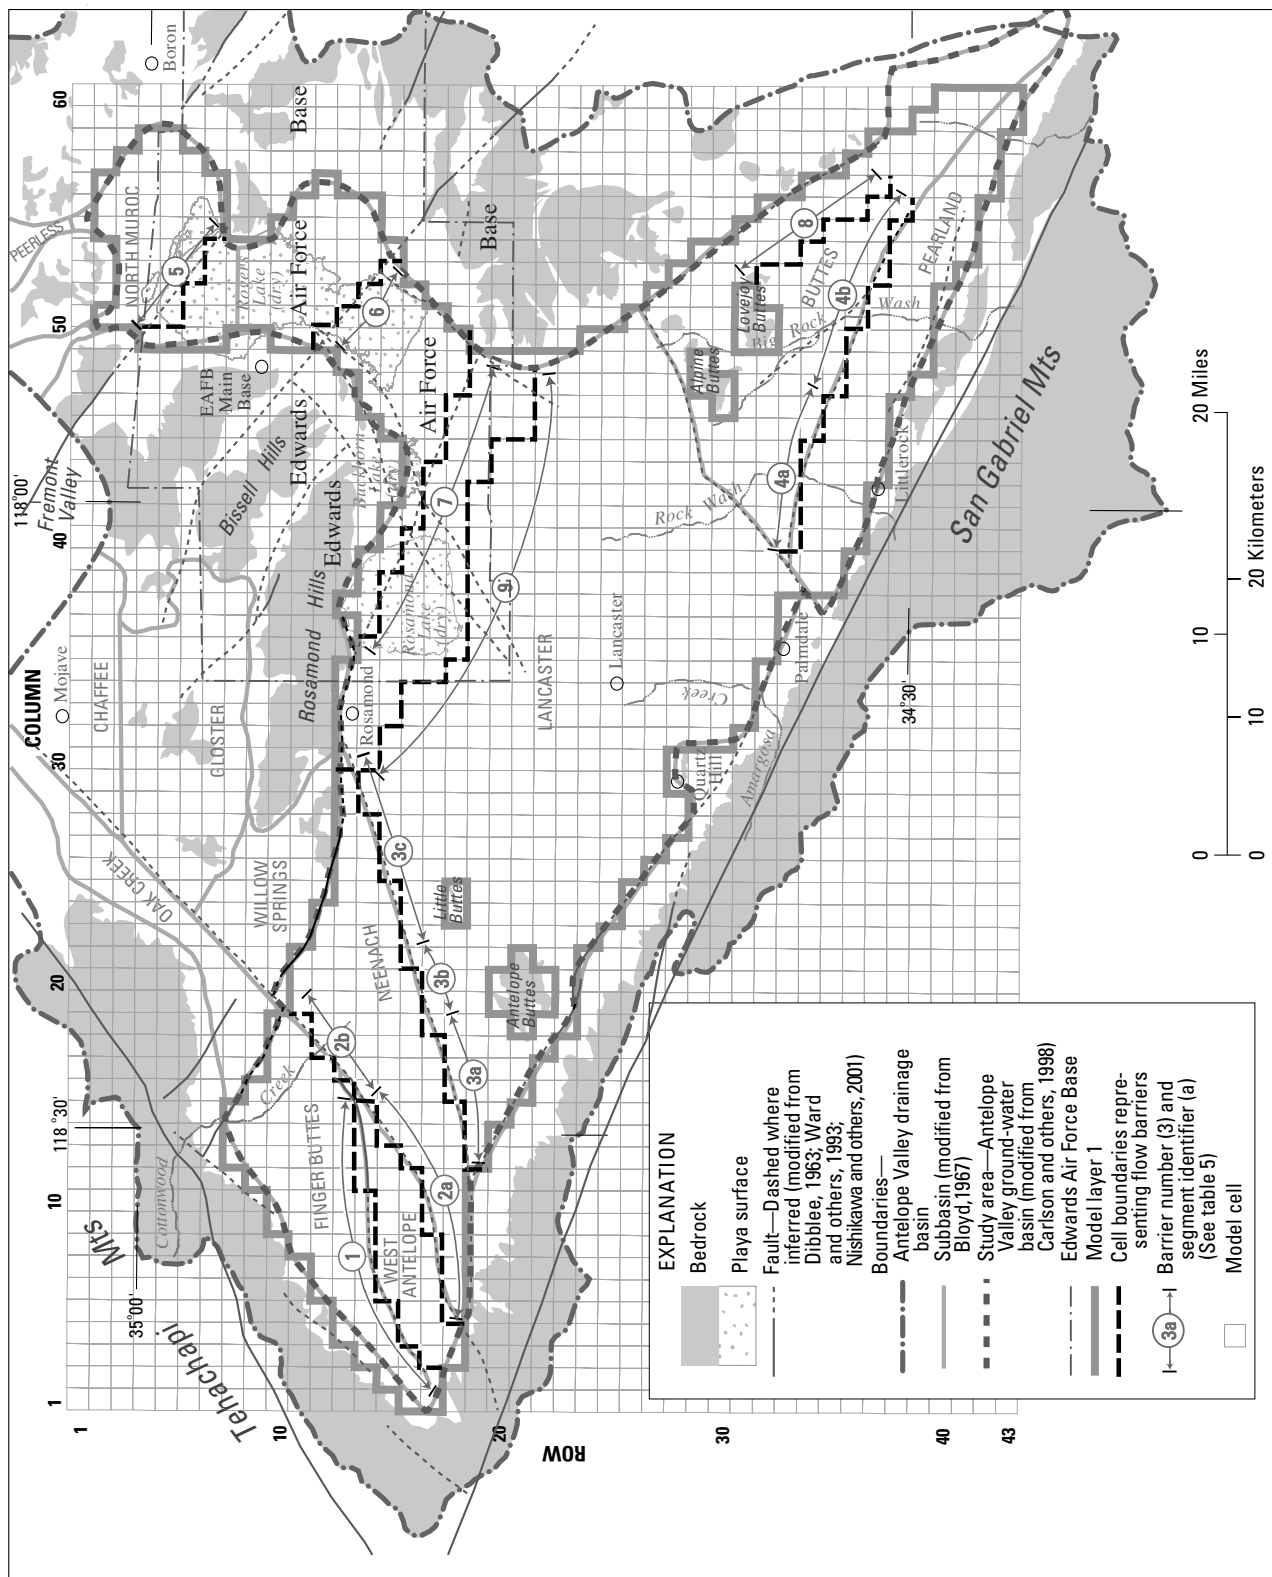 COLUMN
1
10
20
30
40
50
60
118°30'
118°00'
35°00'
34°30'
ROW
1
10
20
30
40
43
Tehachapi
Mts
Cottonwood
Creek
OAK CREEK
Mojave
CHAFFEE
GLOSTER
WILLOW
SPRINGS
Fremont
Valley
PEERLESS
NORTH MUROC
Boron
Rogers
Lake
(dry)
EAFB
Main
Base
Bissell Hills
Rosamond Hills
Edwards
Air Force
Base
Edwards
Air Force
Base
Buckhorn
Lake
(dry)
Rosamond
Lake
(dry)
Rosamond
FINGER BUTTES
WEST
ANTELOPE
NEENACH
Little
Buttes
Antelope
Buttes
LANCASTER
Lancaster
Quartz
Hill
Amargosa
Creek
Palmdale
Littlerock
Rock Wash
Alpine
Buttes
Lovejoy
Buttes
Big Rock
Wash
BUTTES
PEARLAND
San Gabriel Mts
1
2a
2b
3a
3b
3c
4a
4b
5
6
7
8
9
EXPLANATION
Bedrock
Playa surface
Fault—Dashed where
inferred (modified from
Dibblee, 1963; Ward
and others, 1993;
Nishikawa and others, 2001)
Boundaries—
Antelope Valley drainage
basin
Subbasin (modified from
Bloyd,1967)
Study area—Antelope
Valley ground-water
basin (modified from
Carlson and others, 1998)
Edwards Air Force Base
Model layer 1
Cell boundaries repre-
senting flow barriers
3a
Barrier number (3) and
segment identifier (a)
(See table 5)
Model cell
0
10
20 Miles
0
10
20 Kilometers